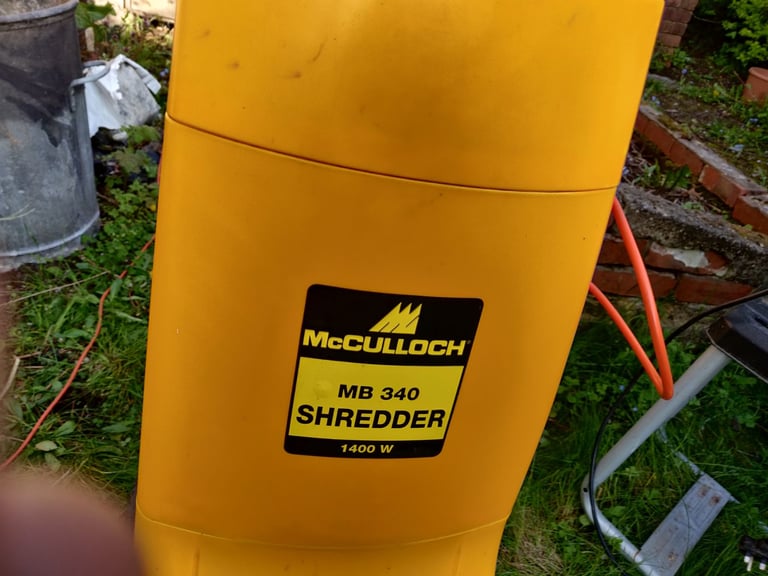 McCULLOCH
MB 340
SHREDDER
1400 W